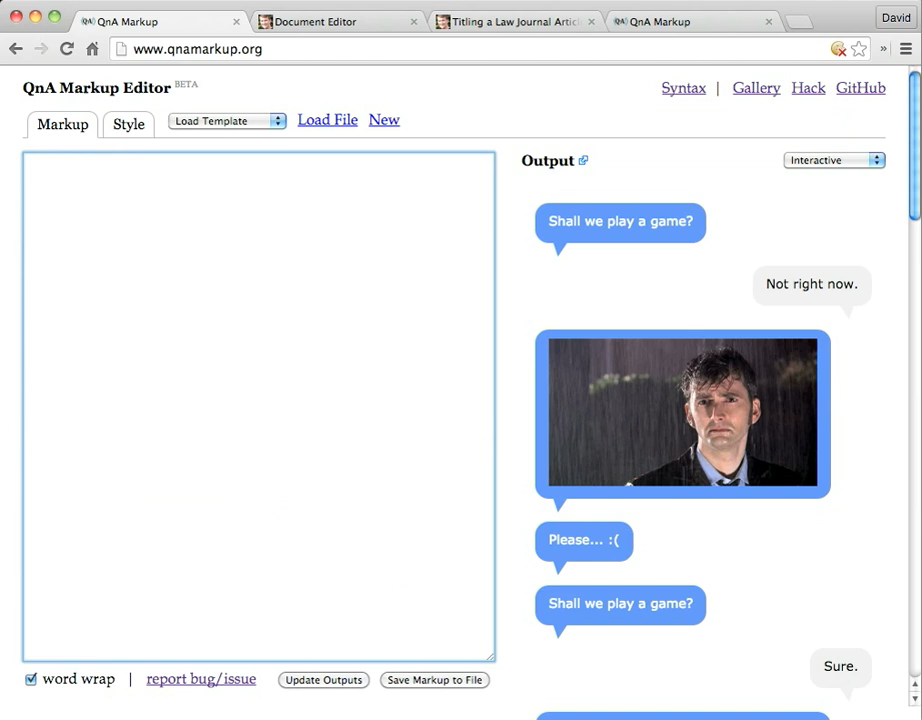 QnA Markup
Document Editor
Titling a Law Journal Artic
QnA Markup
David
www.qnamarkup.org
QnA Markup Editor BETA
Syntax | Gallery Hack GitHub
Markup Style Load Template Load File New
Output Interactive
Shall we play a game?
Not right now.
Please... :(
Shall we play a game?
Sure.
word wrap | report bug/issue Update Outputs Save Markup to File